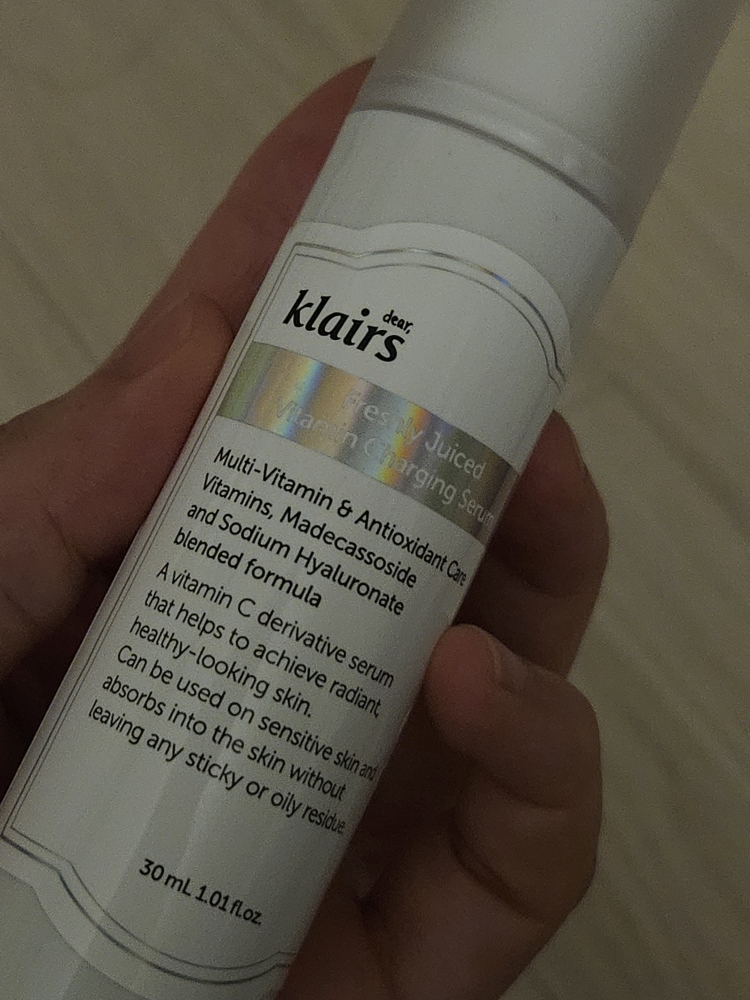 dear,
klairs
Freshly Juiced
Vitamin Charging Serum
Multi-Vitamin & Antioxidant Care
Vitamins, Madecassoside
and Sodium Hyaluronate
blended formula
A vitamin C derivative serum
that helps to achieve radiant,
healthy-looking skin.
Can be used on sensitive skin and
absorbs into the skin without
leaving any sticky or oily residue.
30 mL 1.01 fl.oz.